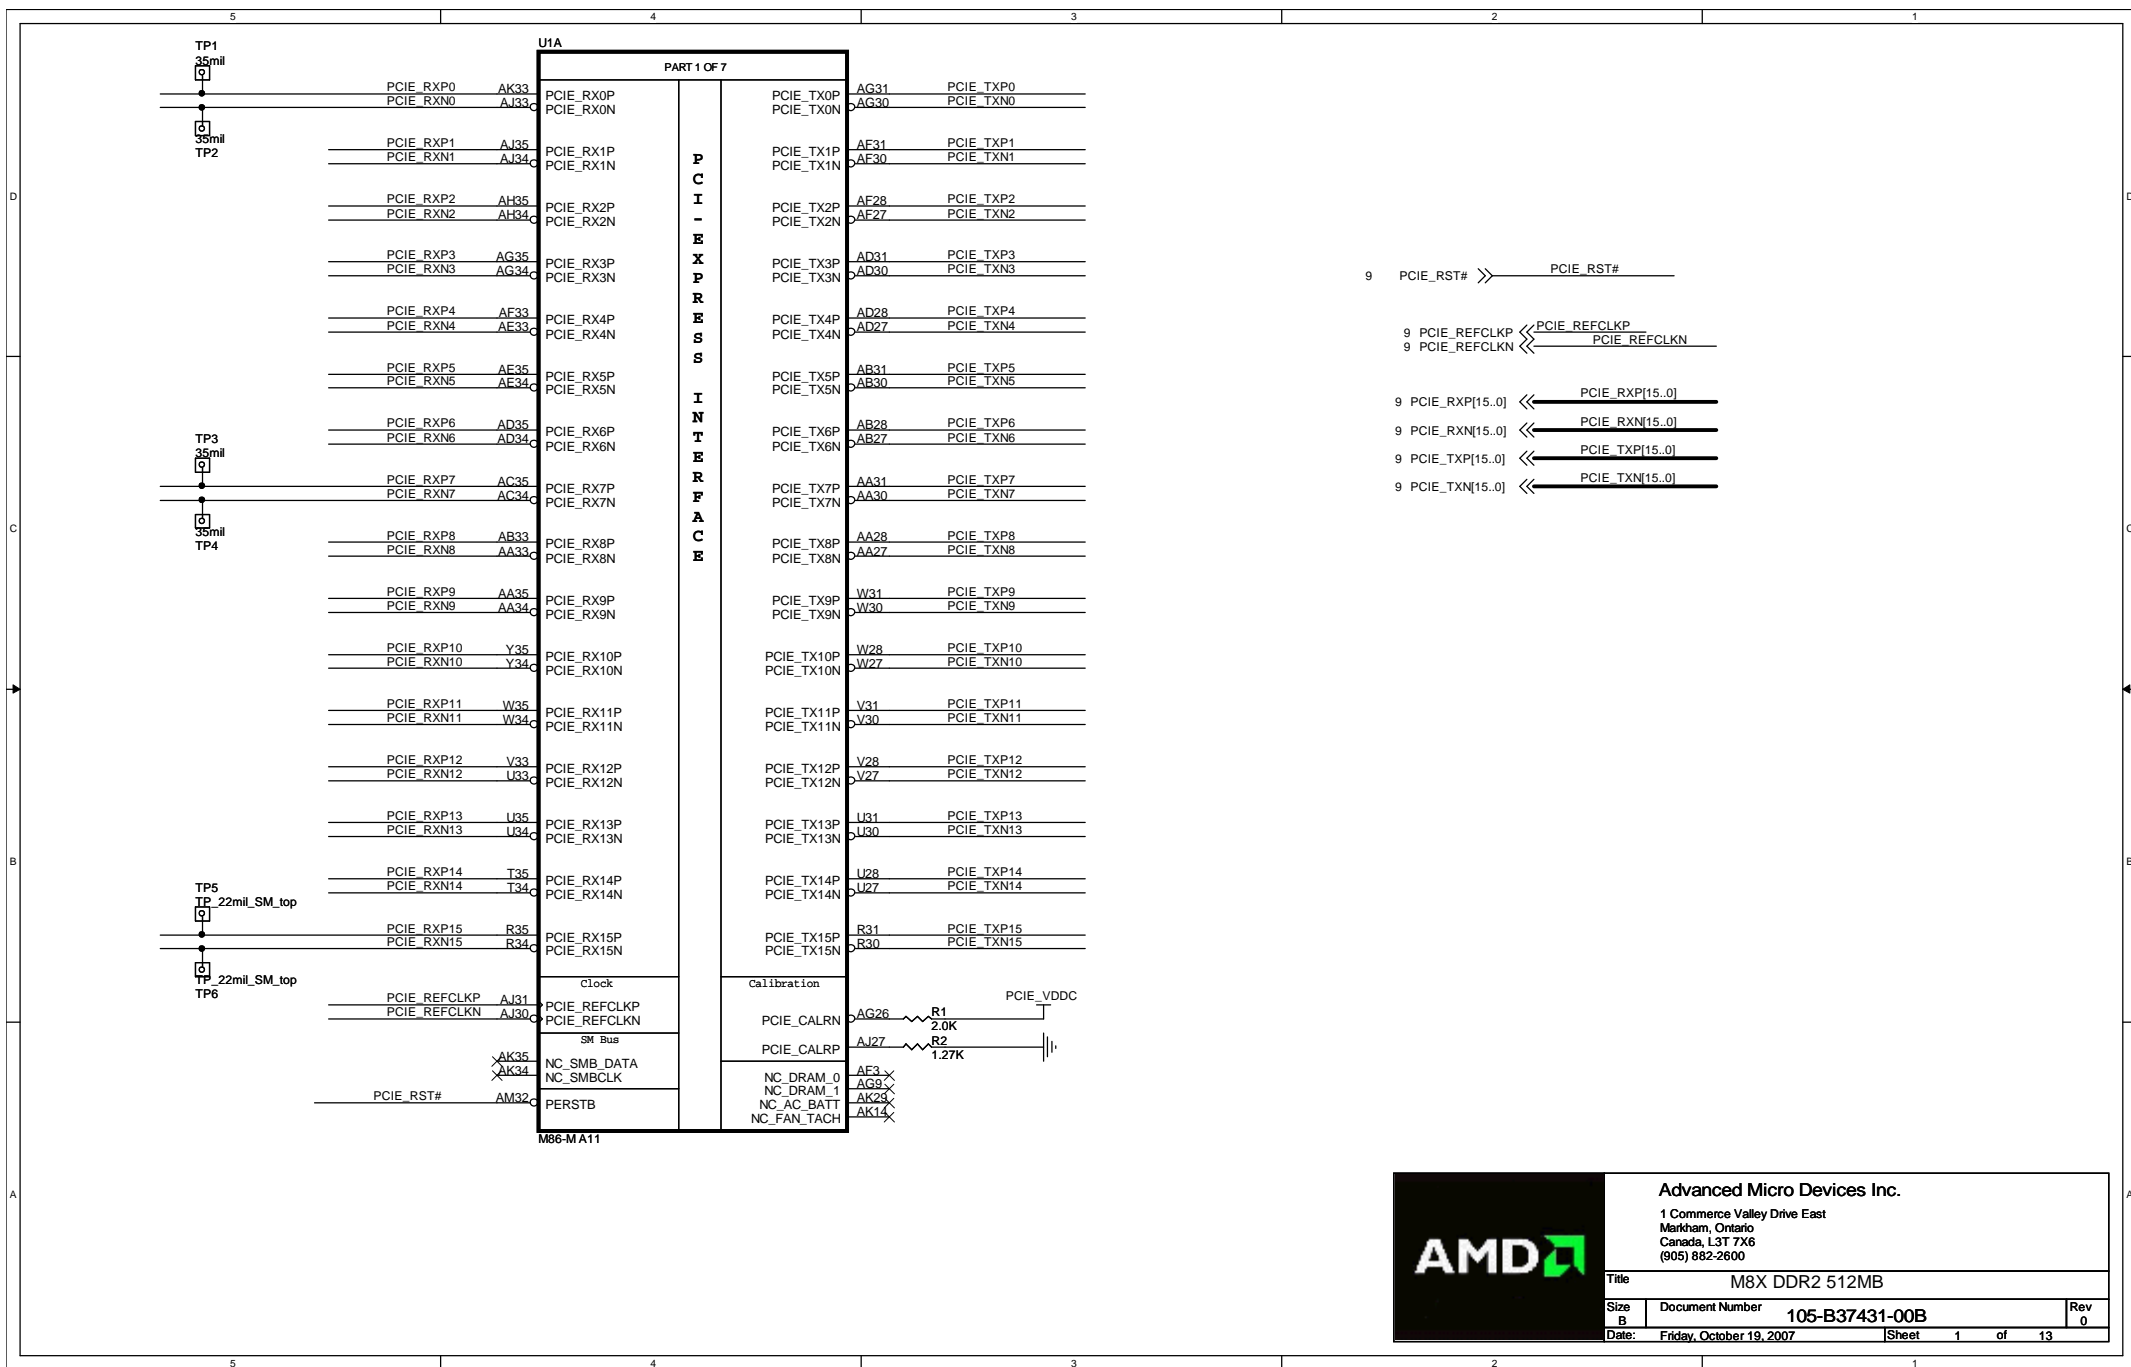 5 4 3 2 1
U1A
PART 1 OF 7
TP1
35mil
PCIE_RXP0 AK33 PCIE_RX0P PCIE_TX0P AG31 PCIE_TXP0
PCIE_RXN0 AJ33 PCIE_RX0N PCIE_TX0N AG30 PCIE_TXN0
35mil
TP2
PCIE_RXP1 AJ35 PCIE_RX1P PCIE_TX1P AF31 PCIE_TXP1
PCIE_RXN1 AJ34 PCIE_RX1N PCIE_TX1N AF30 PCIE_TXN1
D D
PCIE_RXP2 AH35 PCIE_RX2P PCIE_TX2P AF28 PCIE_TXP2
PCIE_RXN2 AH34 PCIE_RX2N PCIE_TX2N AF27 PCIE_TXN2
PCIE_RXP3 AG35 PCIE_RX3P PCIE_TX3P AD31 PCIE_TXP3
PCIE_RXN3 AG34 PCIE_RX3N PCIE_TX3N AD30 PCIE_TXN3
PCIE_RXP4 AF33 PCIE_RX4P PCIE_TX4P AD28 PCIE_TXP4
PCIE_RXN4 AE33 PCIE_RX4N PCIE_TX4N AD27 PCIE_TXN4
PCIE_RXP5 AE35 PCIE_RX5P PCIE_TX5P AB31 PCIE_TXP5
PCIE_RXN5 AE34 PCIE_RX5N PCIE_TX5N AB30 PCIE_TXN5
PCIE_RXP6 AD35 PCIE_RX6P PCIE_TX6P AB28 PCIE_TXP6
PCIE_RXN6 AD34 PCIE_RX6N PCIE_TX6N AB27 PCIE_TXN6
TP3
35mil
PCIE_RXP7 AC35 PCIE_RX7P PCIE_TX7P AA31 PCIE_TXP7
PCIE_RXN7 AC34 PCIE_RX7N PCIE_TX7N AA30 PCIE_TXN7
35mil
TP4
C C
PCIE_RXP8 AB33 PCIE_RX8P PCIE_TX8P AA28 PCIE_TXP8
PCIE_RXN8 AA33 PCIE_RX8N PCIE_TX8N AA27 PCIE_TXN8
PCIE_RXP9 AA35 PCIE_RX9P PCIE_TX9P W31 PCIE_TXP9
PCIE_RXN9 AA34 PCIE_RX9N PCIE_TX9N W30 PCIE_TXN9
PCIE_RXP10 Y35 PCIE_RX10P PCIE_TX10P W28 PCIE_TXP10
PCIE_RXN10 Y34 PCIE_RX10N PCIE_TX10N W27 PCIE_TXN10
PCIE_RXP11 W35 PCIE_RX11P PCIE_TX11P V31 PCIE_TXP11
PCIE_RXN11 W34 PCIE_RX11N PCIE_TX11N V30 PCIE_TXN11
PCIE_RXP12 V33 PCIE_RX12P PCIE_TX12P V28 PCIE_TXP12
PCIE_RXN12 U33 PCIE_RX12N PCIE_TX12N V27 PCIE_TXN12
PCIE_RXP13 U35 PCIE_RX13P PCIE_TX13P U31 PCIE_TXP13
PCIE_RXN13 U34 PCIE_RX13N PCIE_TX13N U30 PCIE_TXN13
B B
PCIE_RXP14 T35 PCIE_RX14P PCIE_TX14P U28 PCIE_TXP14
PCIE_RXN14 T34 PCIE_RX14N PCIE_TX14N U27 PCIE_TXN14
TP5
TP_22mil_SM_top
PCIE_RXP15 R35 PCIE_RX15P PCIE_TX15P R31 PCIE_TXP15
PCIE_RXN15 R34 PCIE_RX15N PCIE_TX15N R30 PCIE_TXN15
TP_22mil_SM_top
TP6
PCI-EXPRESS INTERFACE
Clock
Calibration
PCIE_REFCLKP AJ31 PCIE_REFCLKP
PCIE_REFCLKN AJ30 PCIE_REFCLKN
PCIE_VDDC
PCIE_CALRN AG26 R1
2.0K
PCIE_CALRP AJ27 R2
1.27K
SM Bus
AK35 NC_SMB_DATA
AK34 NC_SMBCLK
NC_DRAM_0 AF3
NC_DRAM_1 AG9
NC_AC_BATT AK29
NC_FAN_TACH AK14
PCIE_RST# AM32 PERSTB
M86-M A11
9 PCIE_RST# PCIE_RST#
9 PCIE_REFCLKP PCIE_REFCLKP
9 PCIE_REFCLKN PCIE_REFCLKN
9 PCIE_RXP[15..0] PCIE_RXP[15..0]
9 PCIE_RXN[15..0] PCIE_RXN[15..0]
9 PCIE_TXP[15..0] PCIE_TXP[15..0]
9 PCIE_TXN[15..0] PCIE_TXN[15..0]
A A
AMD
Advanced Micro Devices Inc.
1 Commerce Valley Drive East
Markham, Ontario
Canada, L3T 7X6
(905) 882-2600
Title M8X DDR2 512MB
Size B Document Number 105-B37431-00B Rev 0
Date: Friday, October 19, 2007 Sheet 1 of 13
5 4 3 2 1